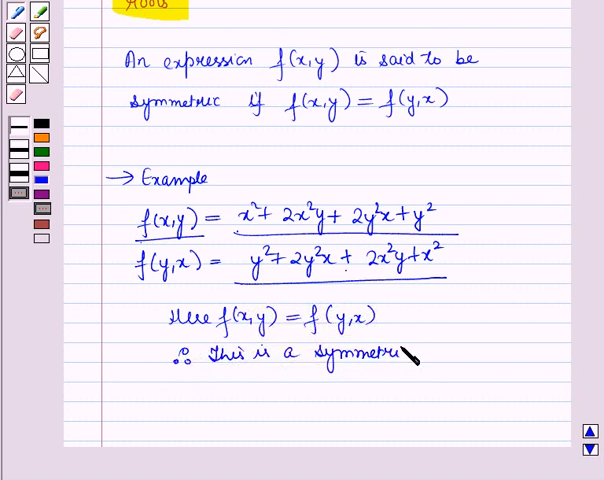 Roots
An expression f(x,y) is said to be
symmetric if f(x,y) = f(y,x)
→ Example
f(x,y) = x²+ 2x²y + 2y²x + y²
f(y,x) = y²+ 2y²x + 2x²y + x²
Here f(x,y) = f(y,x)
∴ This is a symmetri